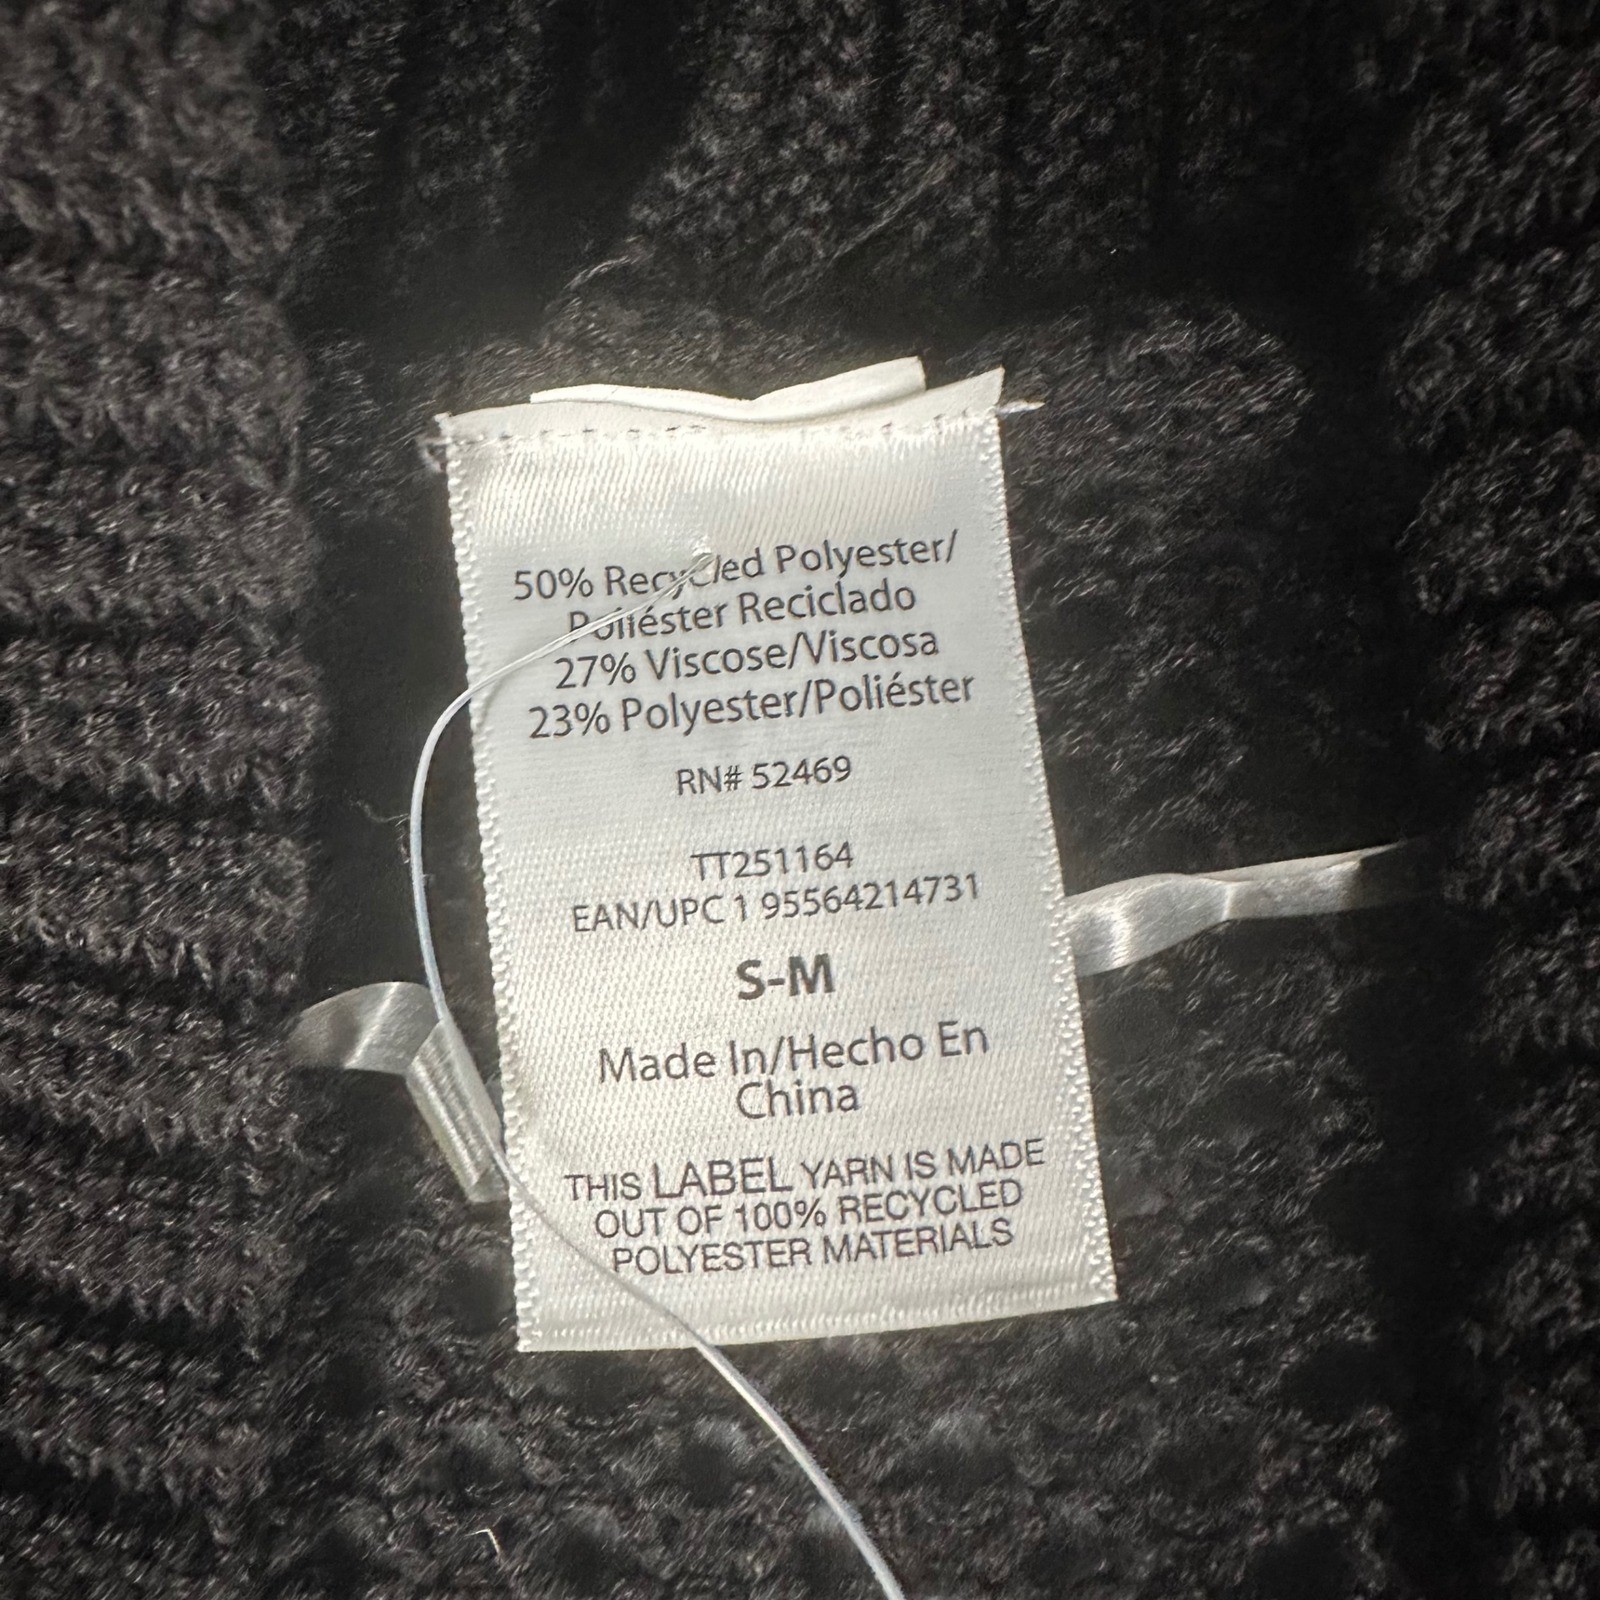 50% Recycled Polyester/
Poliéster Reciclado
27% Viscose/Viscosa
23% Polyester/Poliéster
RN# 52469
TT251164
EAN/UPC 1 95564214731
S-M
Made In/Hecho En
China
THIS LABEL YARN IS MADE
OUT OF 100% RECYCLED
POLYESTER MATERIALS